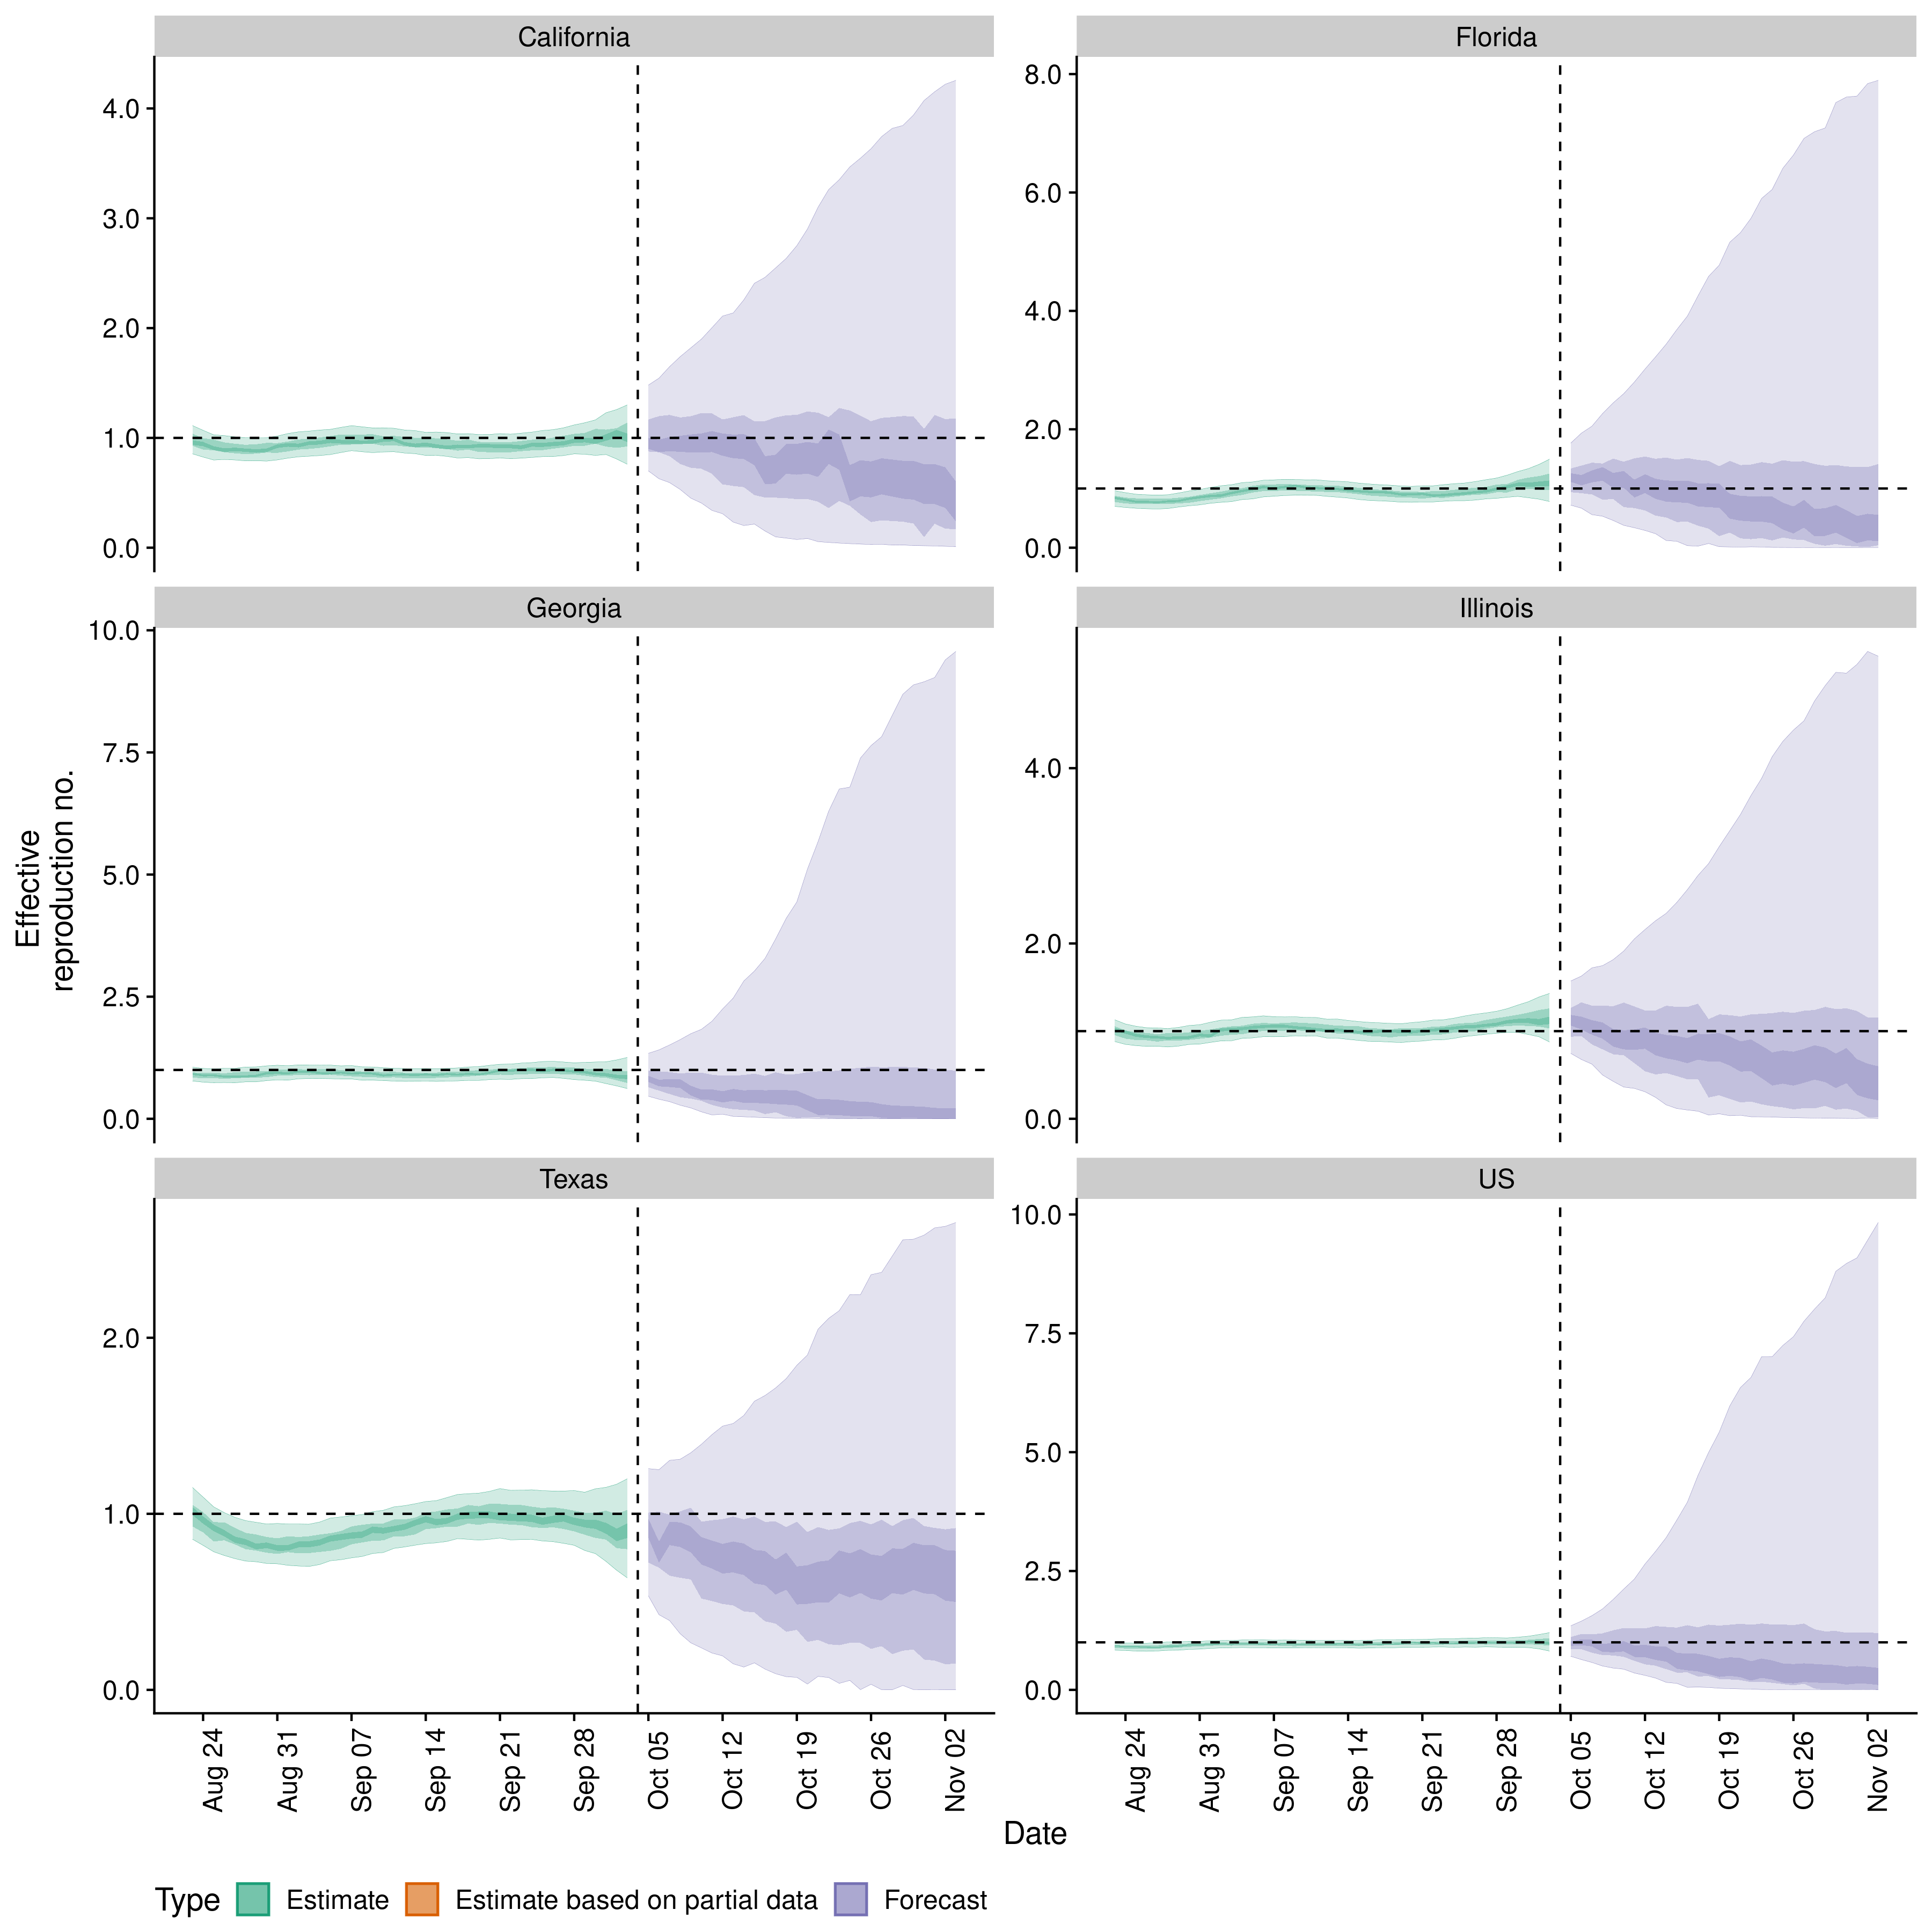 California
Florida
4.0
3.0
2.0
1.0
0.0
8.0
6.0
4.0
2.0
0.0
Georgia
Illinois
10.0
7.5
5.0
2.5
0.0
4.0
2.0
0.0
Texas
US
2.0
1.0
0.0
10.0
7.5
5.0
2.5
0.0
Effective
reproduction no.
Aug 24
Aug 31
Sep 07
Sep 14
Sep 21
Sep 28
Oct 05
Oct 12
Oct 19
Oct 26
Nov 02
Aug 24
Aug 31
Sep 07
Sep 14
Sep 21
Sep 28
Oct 05
Oct 12
Oct 19
Oct 26
Nov 02
Date
Type Estimate Estimate based on partial data Forecast